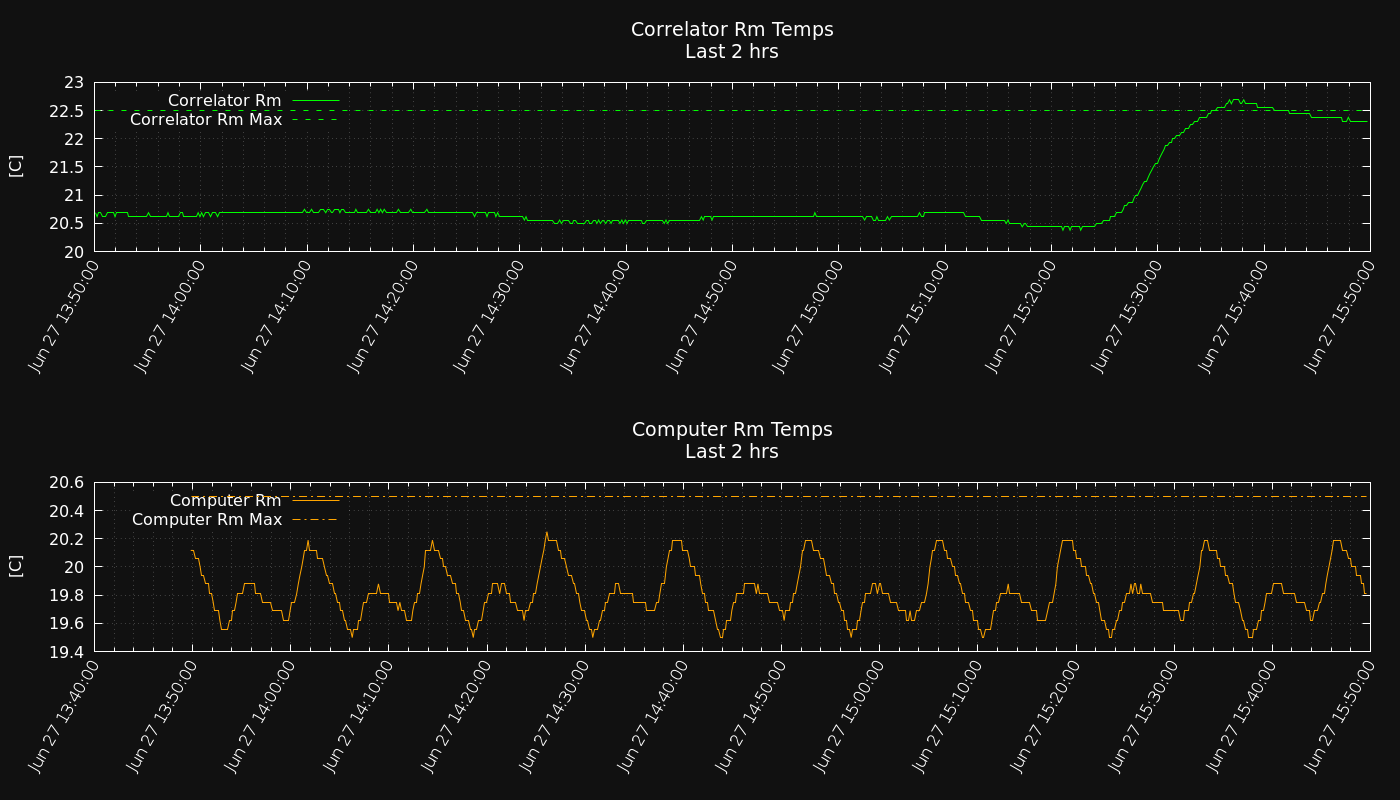 Correlator Rm Temps
Last 2 hrs
23
22.5
22
21.5
21
20.5
20
[C]
Correlator Rm
Correlator Rm Max
Jun 27 13:50:00
Jun 27 14:00:00
Jun 27 14:10:00
Jun 27 14:20:00
Jun 27 14:30:00
Jun 27 14:40:00
Jun 27 14:50:00
Jun 27 15:00:00
Jun 27 15:10:00
Jun 27 15:20:00
Jun 27 15:30:00
Jun 27 15:40:00
Jun 27 15:50:00
Computer Rm Temps
Last 2 hrs
20.6
20.4
20.2
20
19.8
19.6
19.4
[C]
Computer Rm
Computer Rm Max
Jun 27 13:40:00
Jun 27 13:50:00
Jun 27 14:00:00
Jun 27 14:10:00
Jun 27 14:20:00
Jun 27 14:30:00
Jun 27 14:40:00
Jun 27 14:50:00
Jun 27 15:00:00
Jun 27 15:10:00
Jun 27 15:20:00
Jun 27 15:30:00
Jun 27 15:40:00
Jun 27 15:50:00